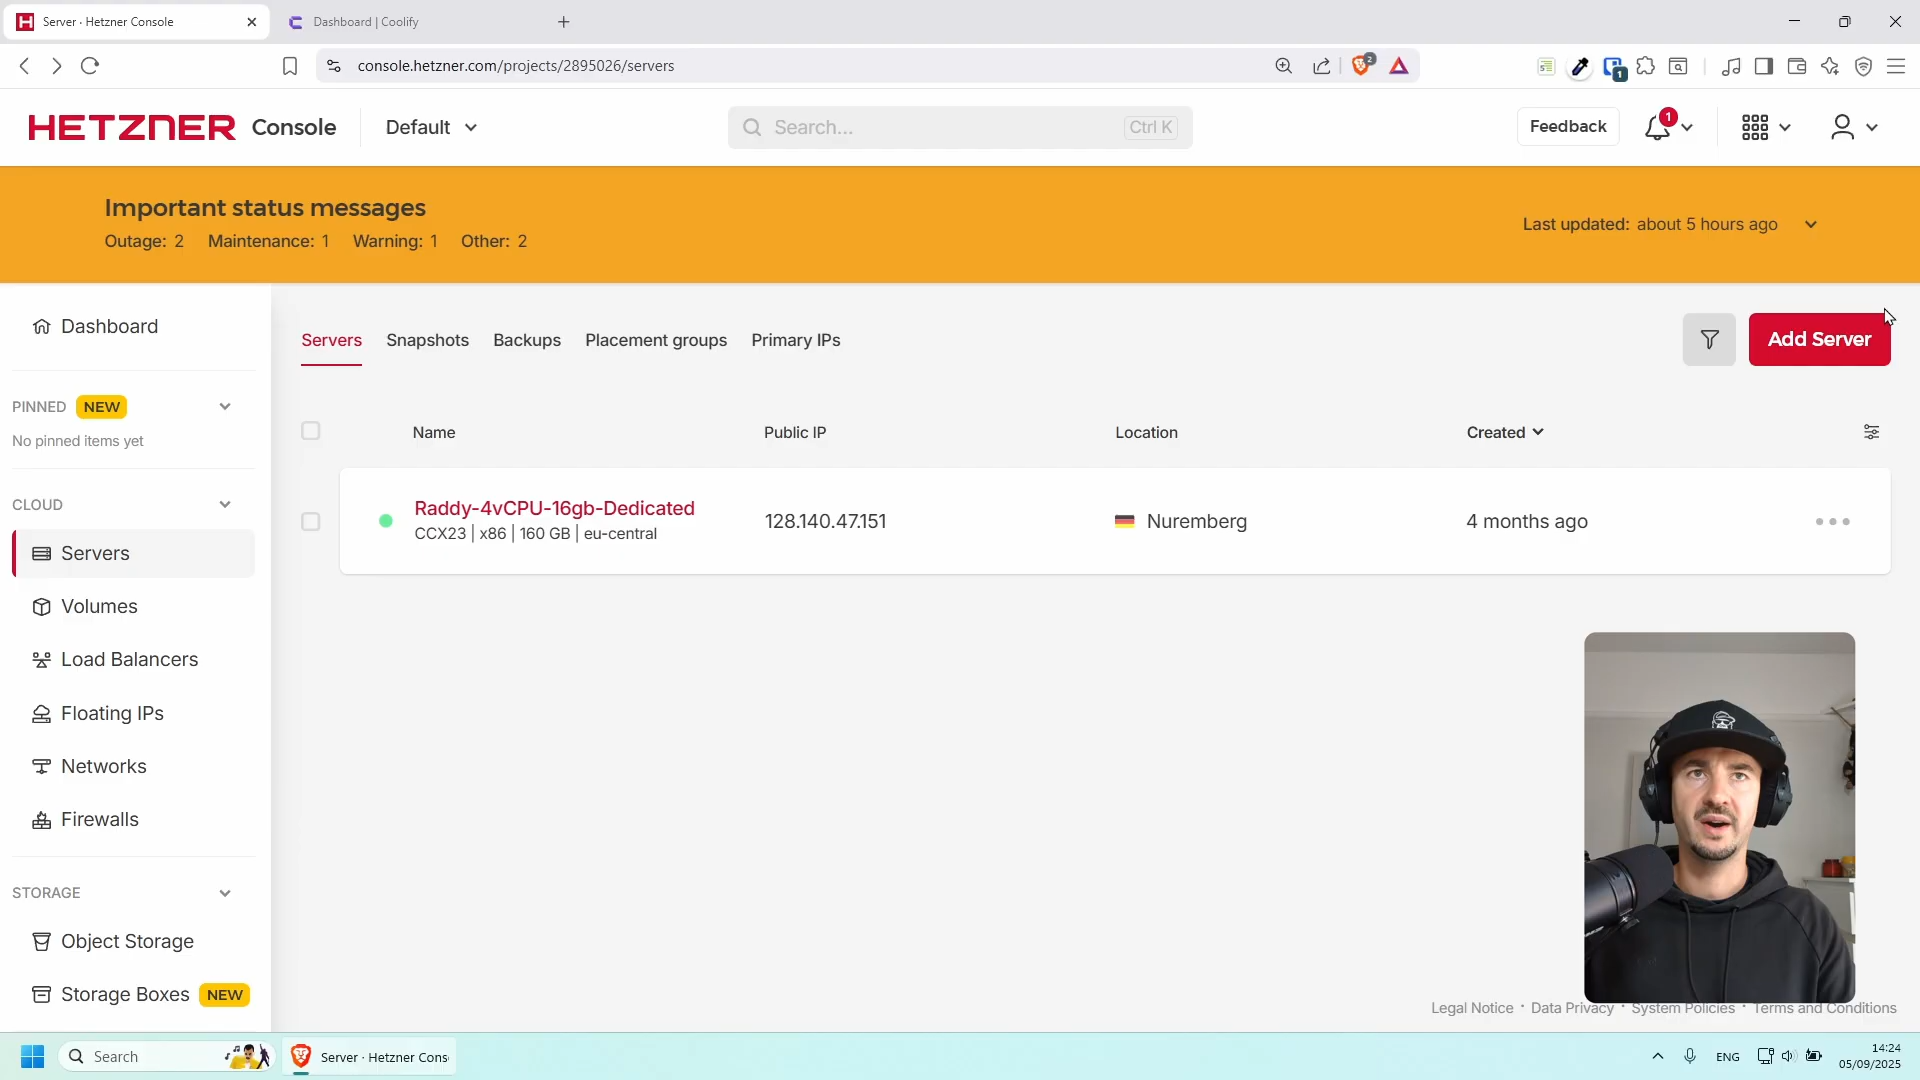 Server · Hetzner Console
Dashboard | Coolify
console.hetzner.com/projects/2895026/servers
2
1
HETZNER Console
Default
Search...
Ctrl K
Feedback
1
Important status messages
Outage: 2 Maintenance: 1 Warning: 1 Other: 2
Last updated: about 5 hours ago
Dashboard
PINNED NEW
No pinned items yet
CLOUD
Servers
Volumes
Load Balancers
Floating IPs
Networks
Firewalls
STORAGE
Object Storage
Storage Boxes NEW
Servers
Snapshots
Backups
Placement groups
Primary IPs
Add Server
Name
Public IP
Location
Created
Raddy-4vCPU-16gb-Dedicated
CCX23 | x86 | 160 GB | eu-central
128.140.47.151
Nuremberg
4 months ago
Legal Notice · Data Privacy · System Policies · Terms and Conditions
Search
Server · Hetzner Cons
ENG
14:24
05/09/2025